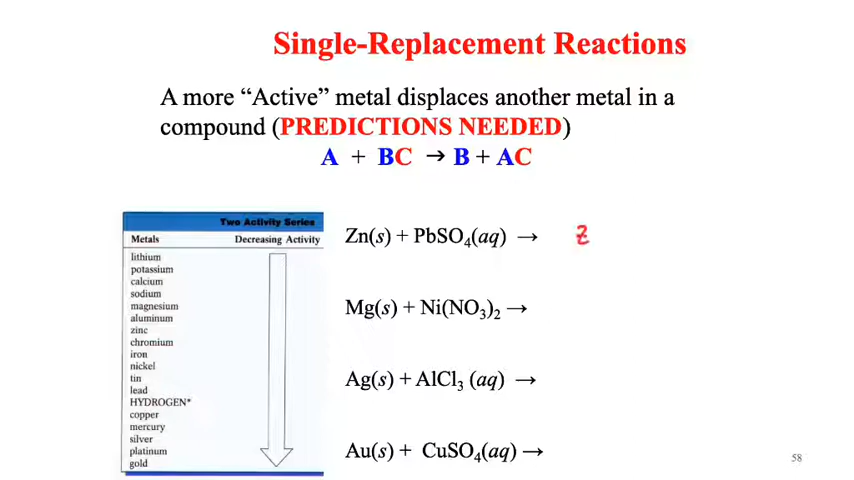 Single-Replacement Reactions
A more “Active” metal displaces another metal in a
compound (PREDICTIONS NEEDED)
A + BC → B + AC
Two Activity Series
Metals Decreasing Activity
lithium
potassium
calcium
sodium
magnesium
aluminum
zinc
chromium
iron
nickel
tin
lead
HYDROGEN*
copper
mercury
silver
platinum
gold
Zn(s) + PbSO₄(aq) → Z
Mg(s) + Ni(NO₃)₂ →
Ag(s) + AlCl₃ (aq) →
Au(s) + CuSO₄(aq) →
58